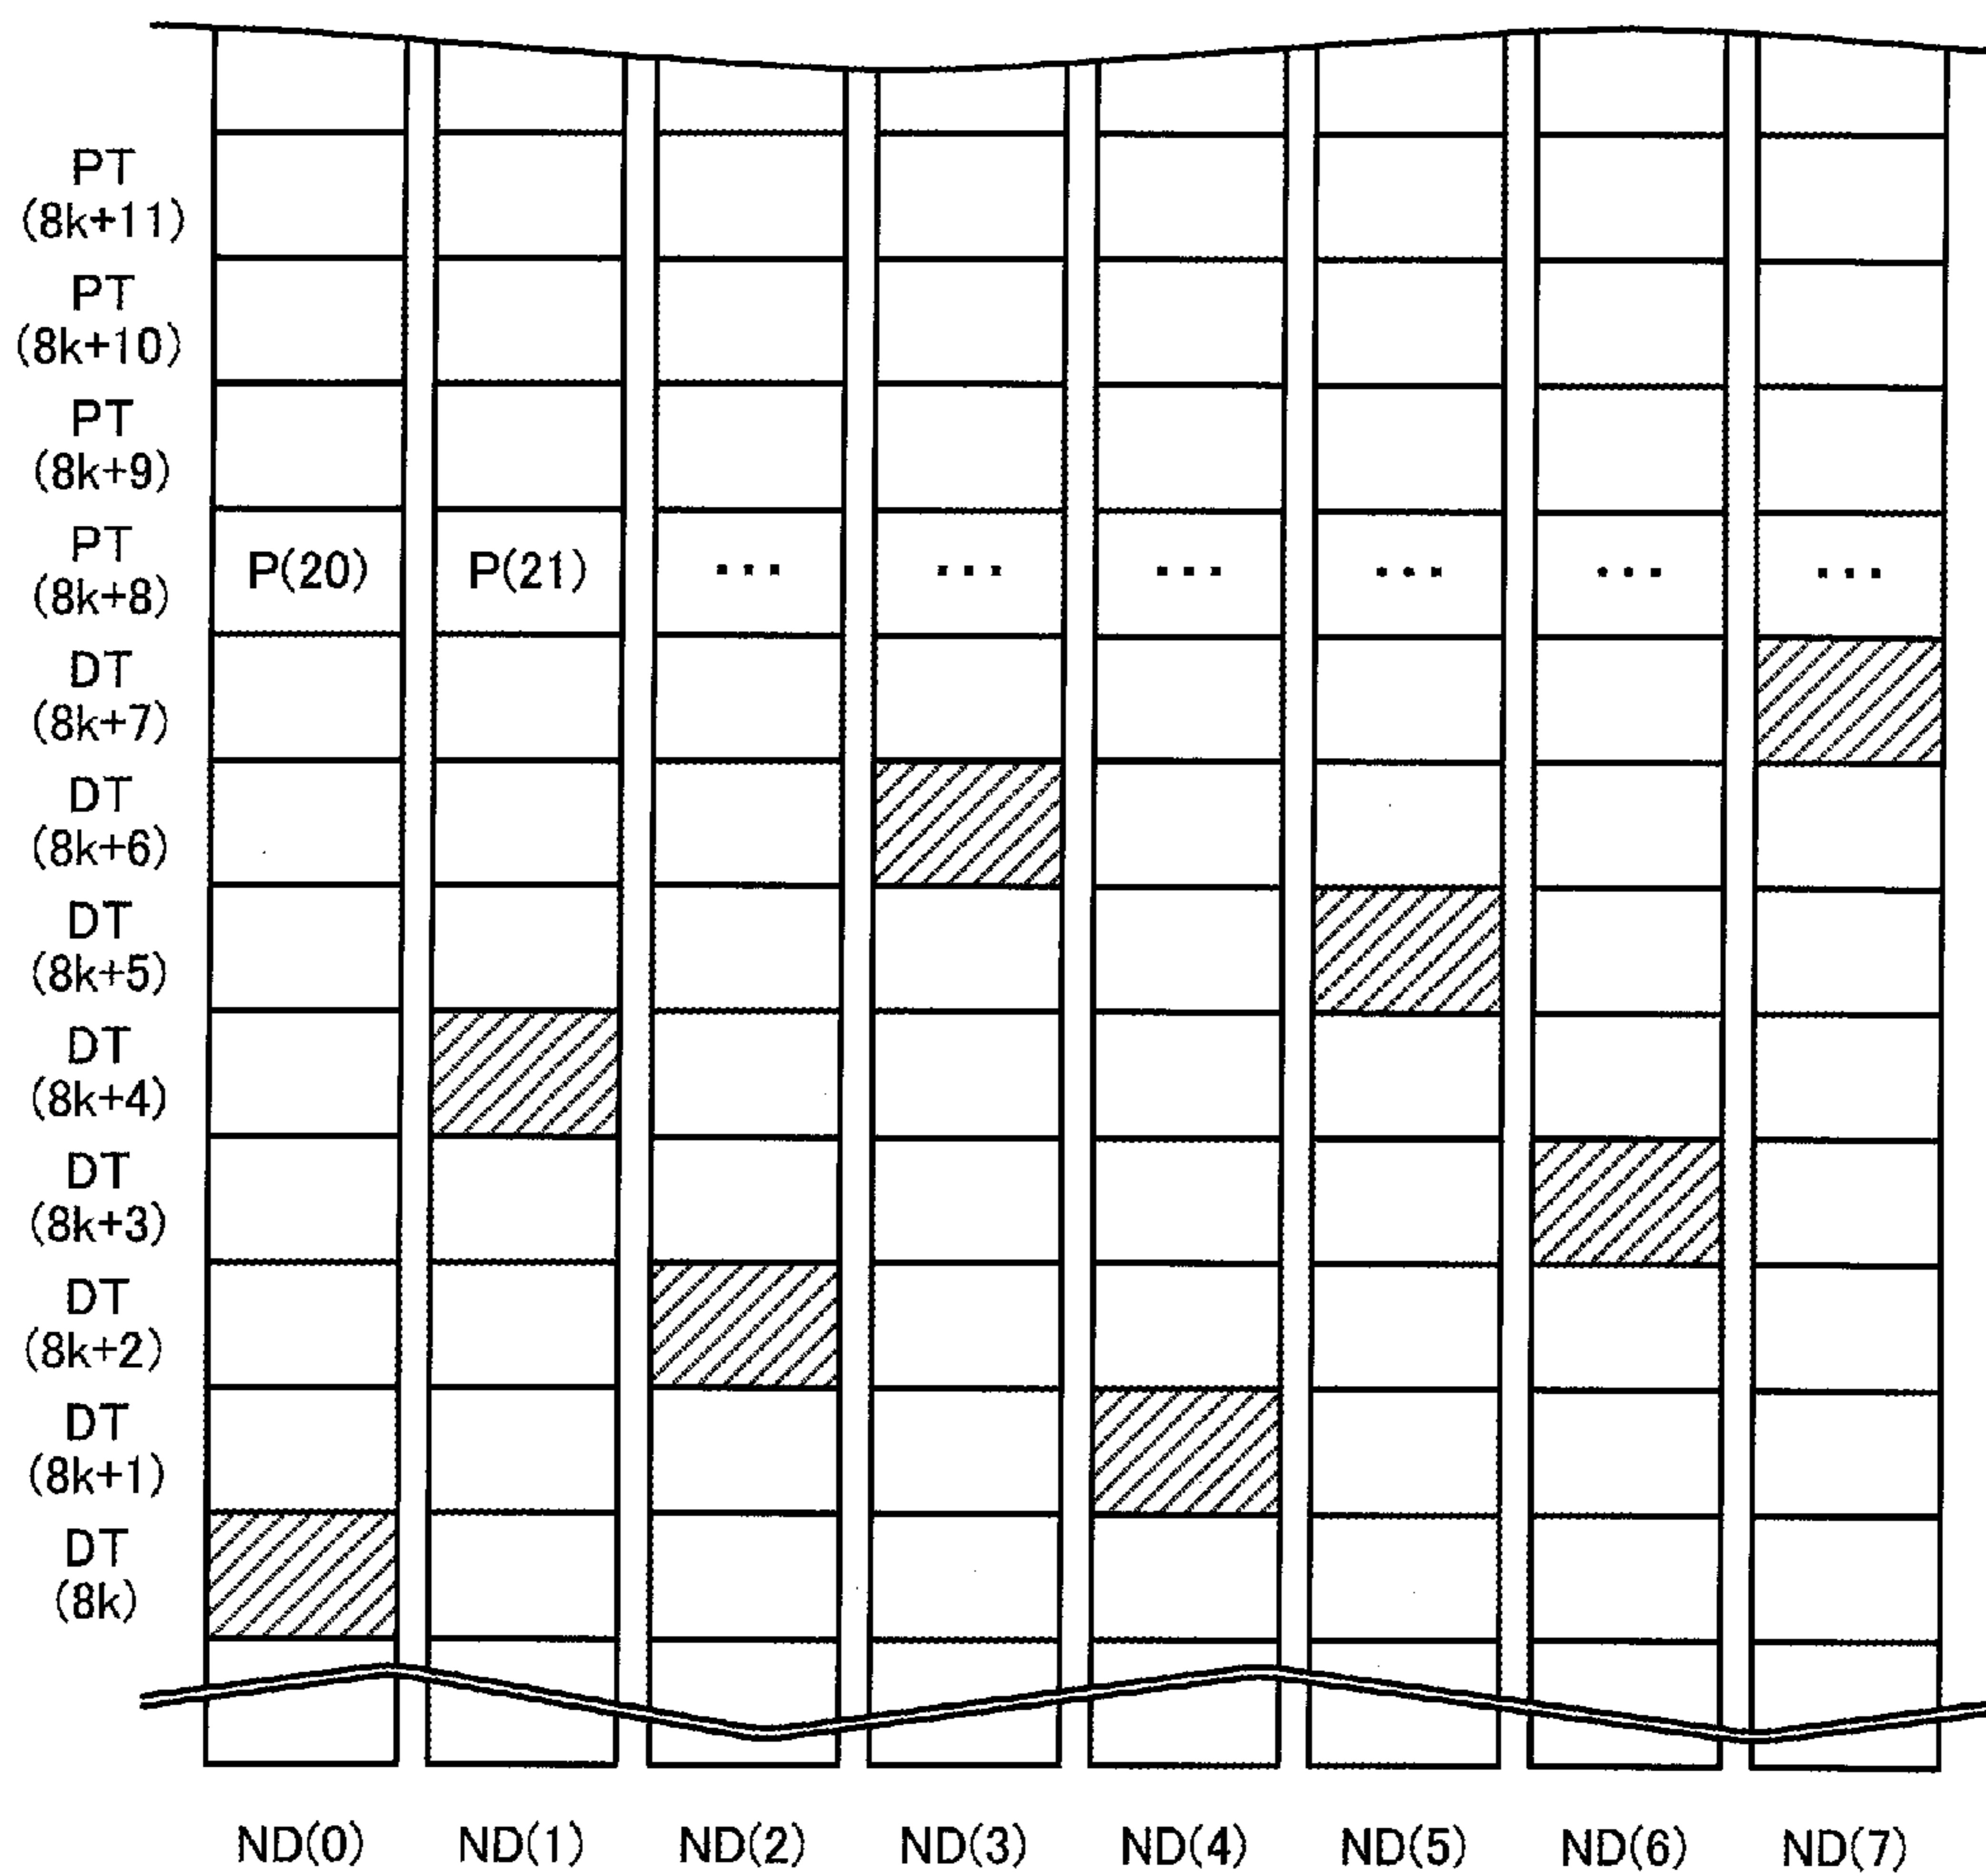 PT
(8k+11)
PT
(8k+10)
PT
(8k+9)
PT
(8k+8)
P(20) P(21) ... ... ... ... ... ...
DT
(8k+7)
DT
(8k+6)
DT
(8k+5)
DT
(8k+4)
DT
(8k+3)
DT
(8k+2)
DT
(8k+1)
DT
(8k)
ND(0) ND(1) ND(2) ND(3) ND(4) ND(5) ND(6) ND(7)